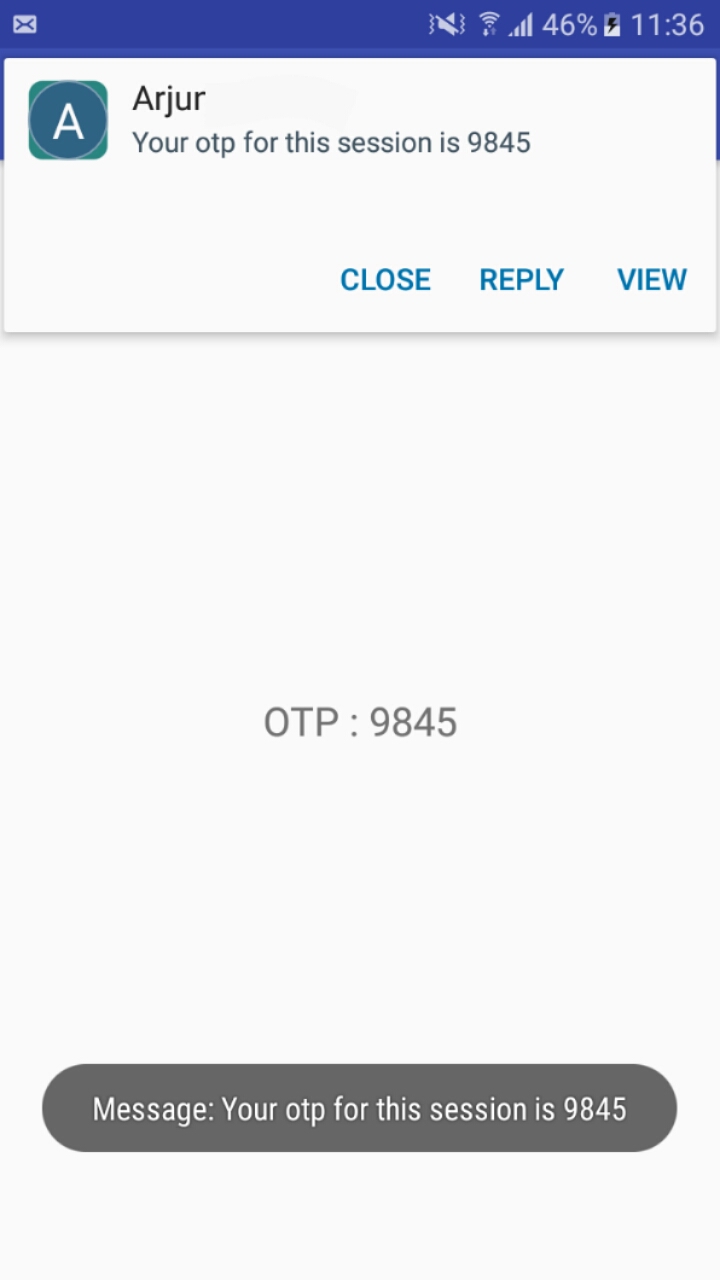 46% 11:36
A
Arjur
Your otp for this session is 9845
CLOSE REPLY VIEW
OTP : 9845
Message: Your otp for this session is 9845